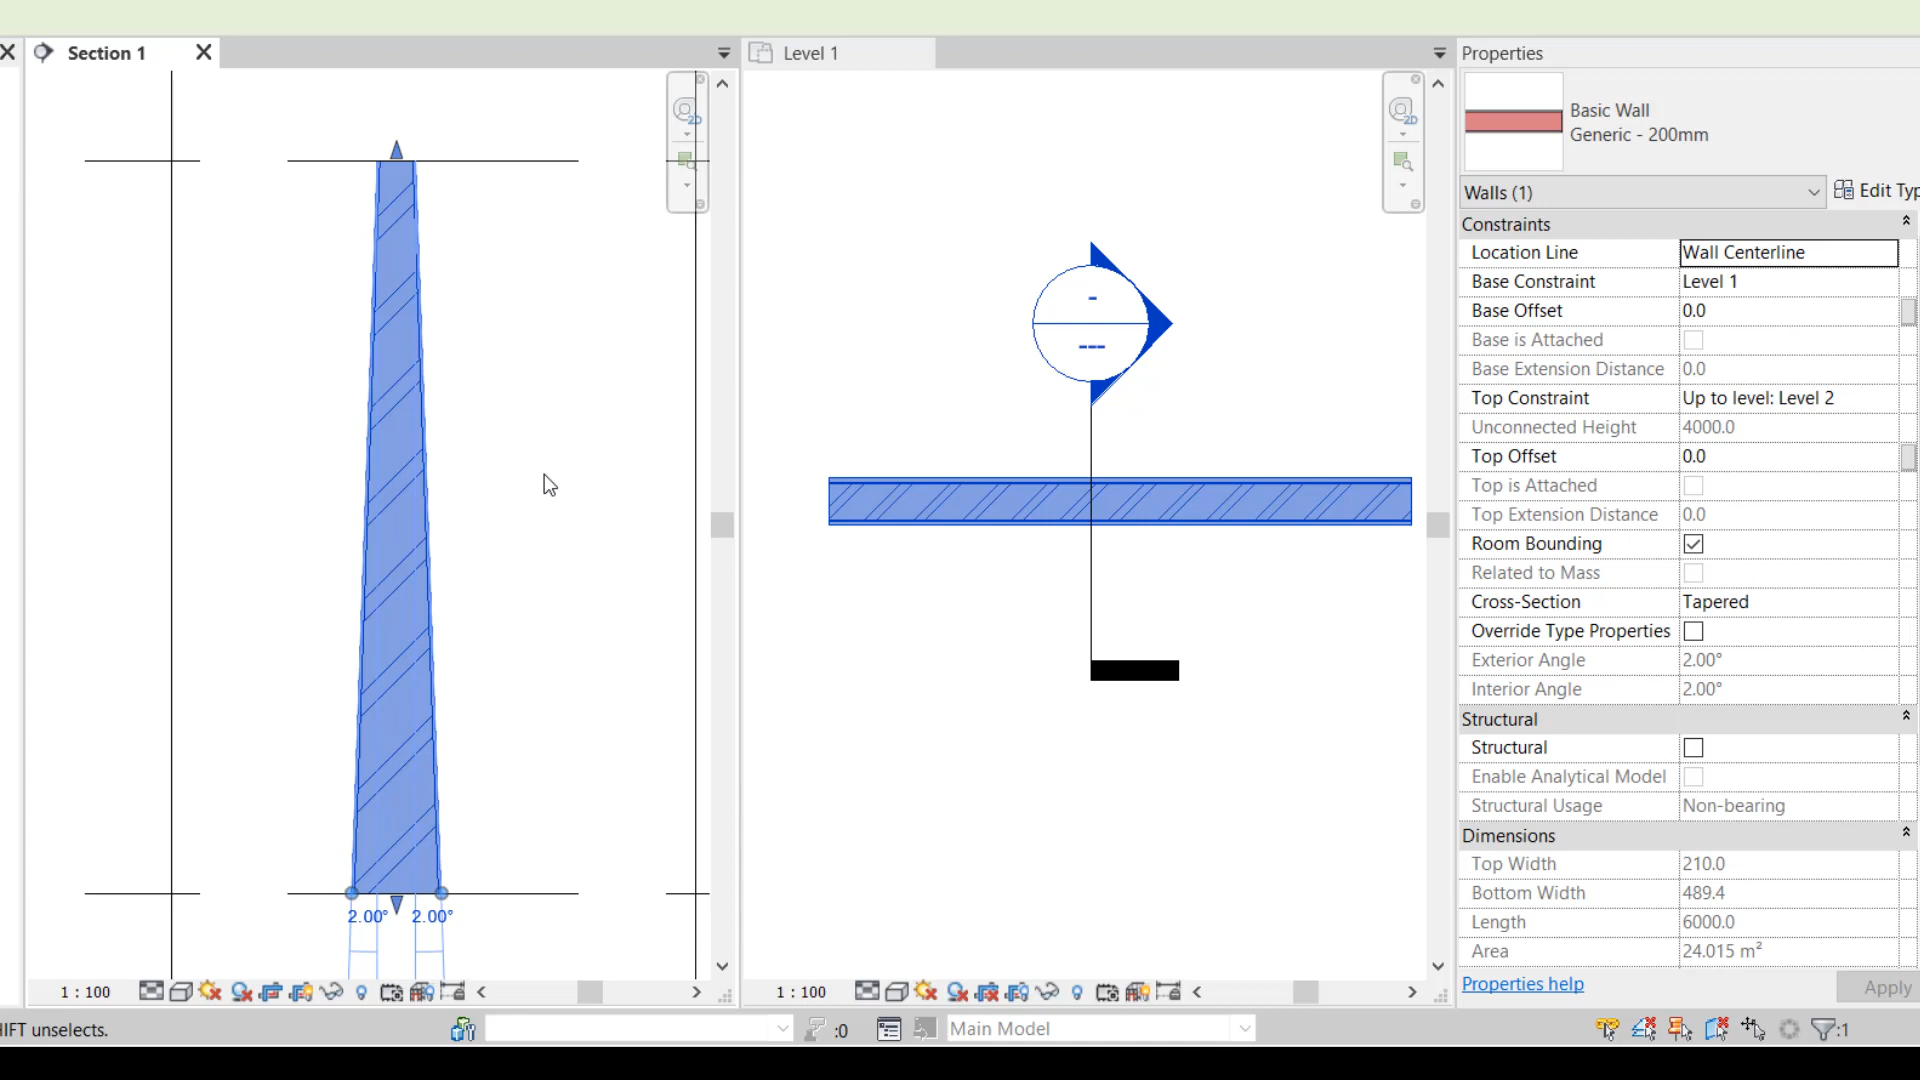 Section 1
Level 1
Properties
2D
2D
Basic Wall
Generic - 200mm
Walls (1)
Edit Typ
Constraints
Location Line Wall Centerline
Base Constraint Level 1
Base Offset 0.0
Base is Attached
Base Extension Distance 0.0
Top Constraint Up to level: Level 2
Unconnected Height 4000.0
Top Offset 0.0
Top is Attached
Top Extension Distance 0.0
Room Bounding
Related to Mass
Cross-Section Tapered
Override Type Properties
Exterior Angle 2.00°
Interior Angle 2.00°
Structural
Structural
Enable Analytical Model
Structural Usage Non-bearing
Dimensions
Top Width 210.0
Bottom Width 489.4
Length 6000.0
Area 24.015 m²
-
---
2.00° 2.00°
1 : 100
1 : 100
Properties help
Apply
IFT unselects.
:0
Main Model
:1